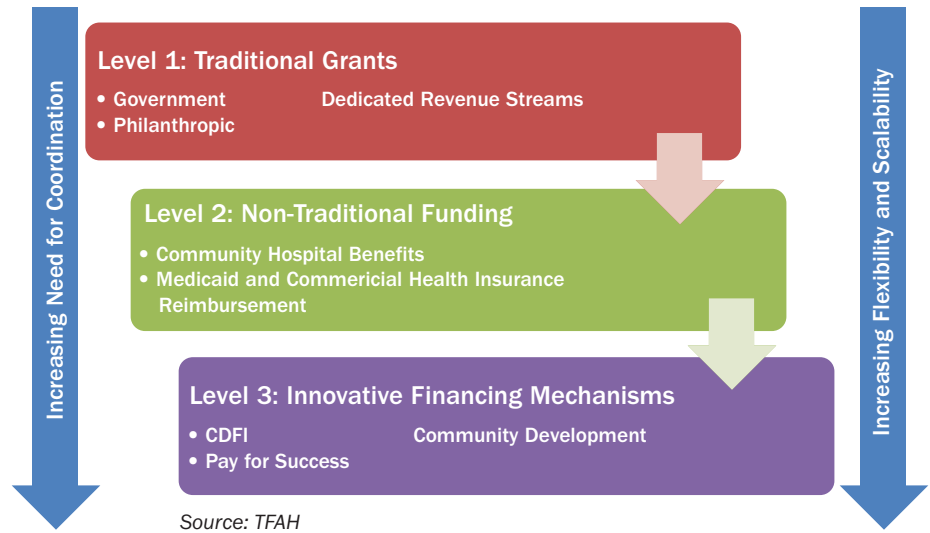 Increasing Need for Coordination
Level 1: Traditional Grants
• Government Dedicated Revenue Streams
• Philanthropic
Level 2: Non-Traditional Funding
• Community Hospital Benefits
• Medicaid and Commericial Health Insurance
Reimbursement
Level 3: Innovative Financing Mechanisms
• CDFI Community Development
• Pay for Success
Increasing Flexibility and Scalability
Source: TFAH